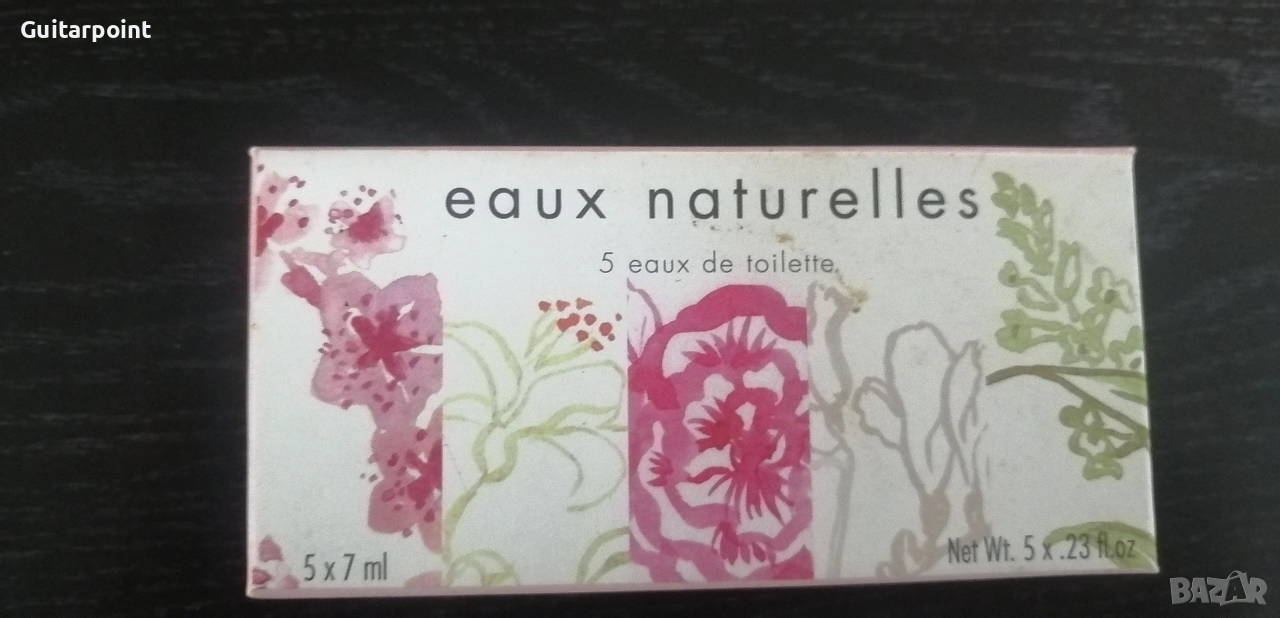 Guitarpoint
eaux naturelles
5 eaux de toilette
5 x 7 ml
Net Wt. 5 x .23 fl.oz
BAZAR